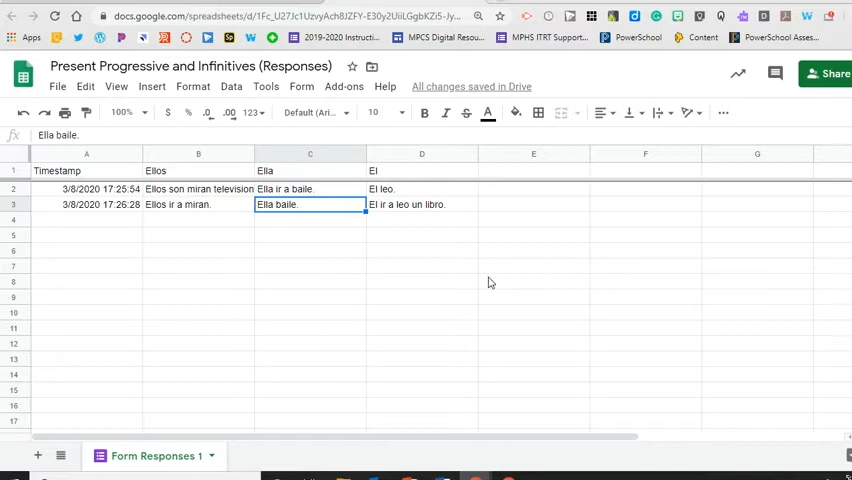 docs.google.com/spreadsheets/d/1Fc_U27Jc1UzvyAch8JZFY-E30y2UiiLGgbKZi5-Jy...
Apps
2019-2020 Instructi...
MPCS Digital Resou...
MPHS ITRT Support...
PowerSchool
Content
PowerSchool Asses...
Present Progressive and Infinitives (Responses)
Share
File Edit View Insert Format Data Tools Form Add-ons Help All changes saved in Drive
100% $ % .0 .00 123 Default (Ari... 10 B I S A ...
fx Ella baile.
A B C D E F G
1 Timestamp Ellos Ella El
2 3/8/2020 17:25:54 Ellos son miran television Ella ir a baile. El leo.
3 3/8/2020 17:26:28 Ellos ir a miran. Ella baile. El ir a leo un libro.
4
5
6
7
8
9
10
11
12
13
14
15
16
17
+ Form Responses 1